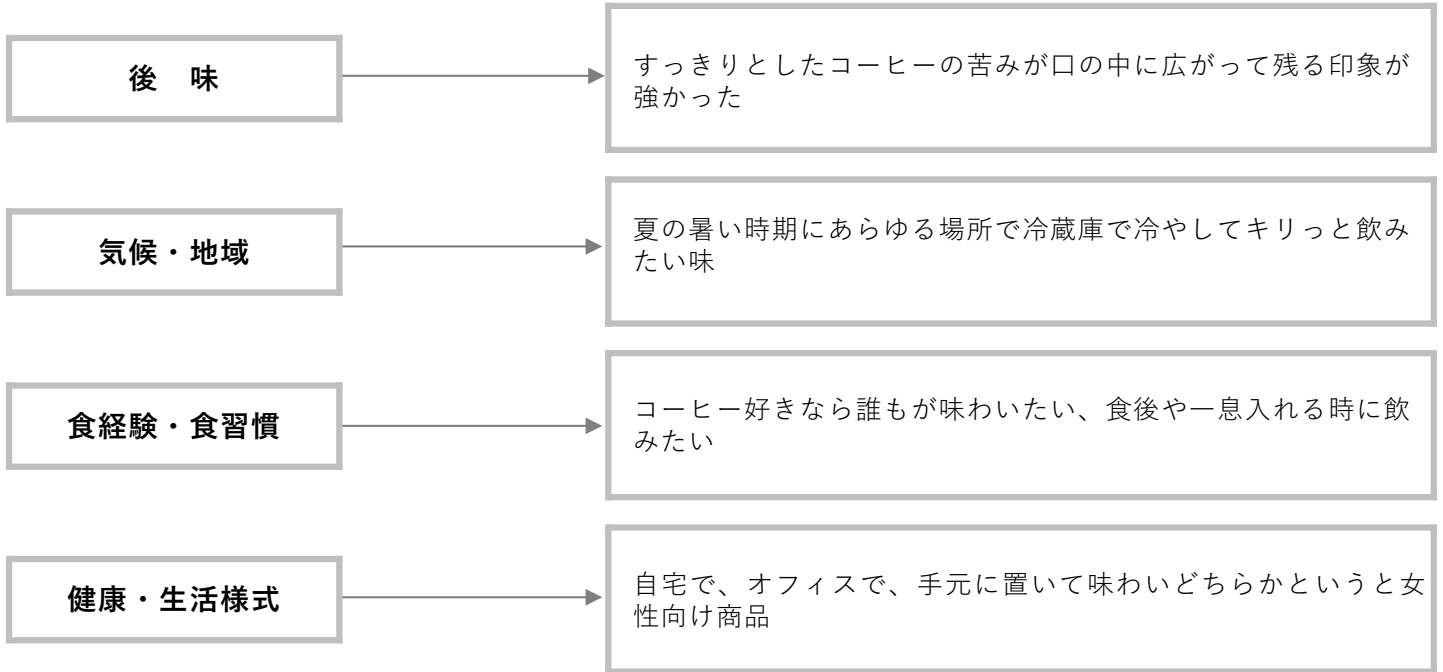 後　味
すっきりとしたコーヒーの苦みが口の中に広がって残る印象が
強かった
気候・地域
夏の暑い時期にあらゆる場所で冷蔵庫で冷やしてキリっと飲み
たい味
食経験・食習慣
コーヒー好きなら誰もが味わいたい、食後や一息入れる時に飲
みたい
健康・生活様式
自宅で、オフィスで、手元に置いて味わいどちらかというと女
性向け商品